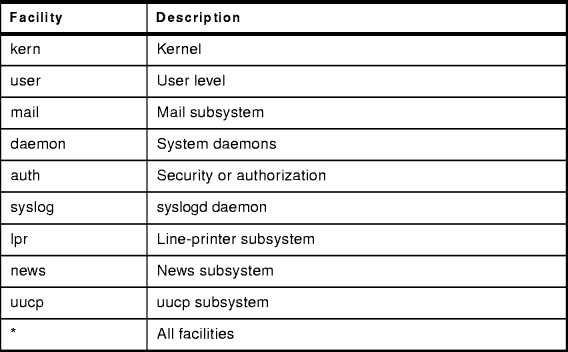 Facility Description
kern Kernel
user User level
mail Mail subsystem
daemon System daemons
auth Security or authorization
syslog syslogd daemon
lpr Line-printer subsystem
news News subsystem
uucp uucp subsystem
* All facilities